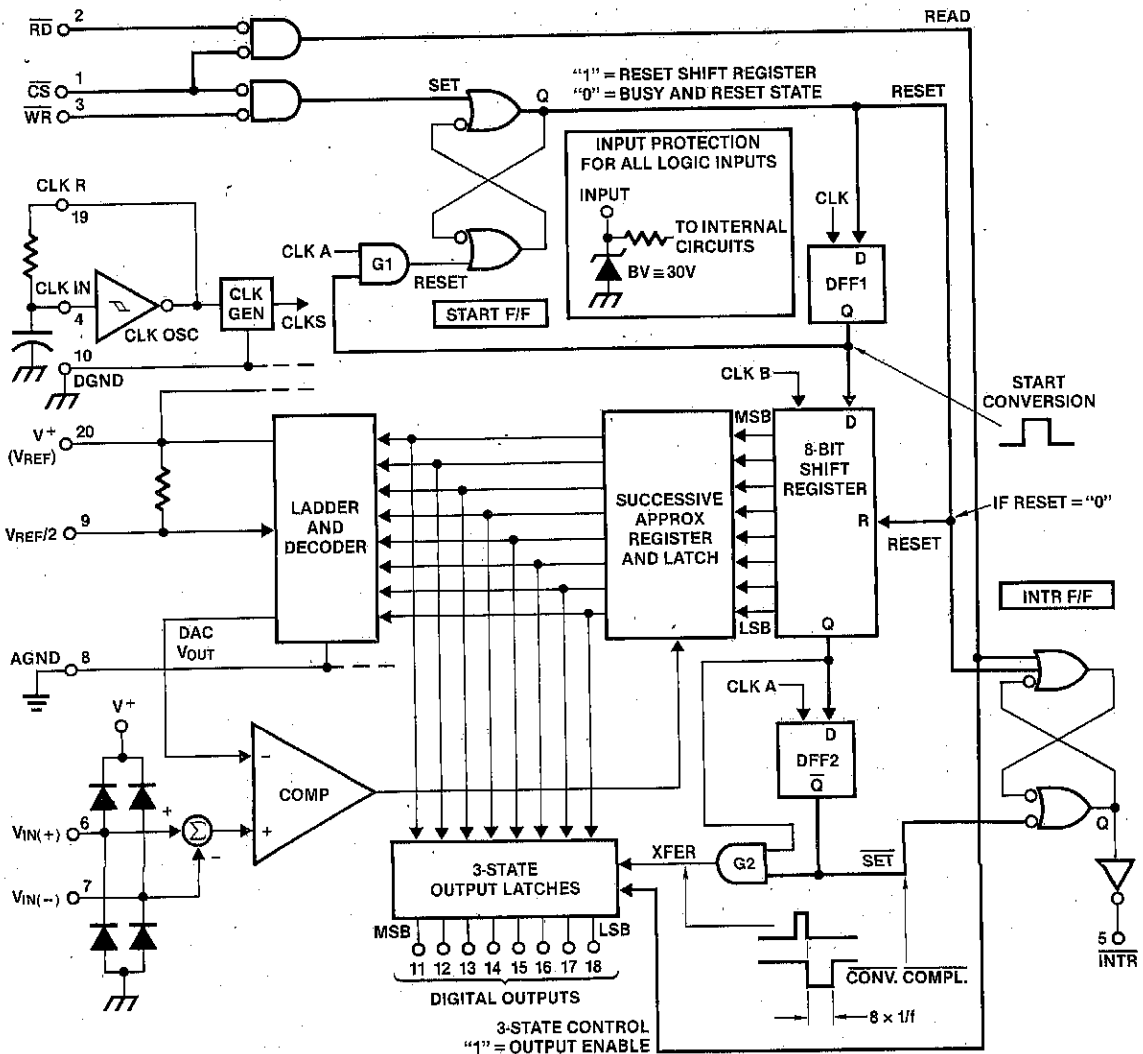 2
READ
RD
1
"1" = RESET SHIFT REGISTER
CS
SET
Q
"0" = BUSY AND RESET STATE
RESET
3
WR
INPUT PROTECTION
FOR ALL LOGIC INPUTS
CLK R
INPUT
19
CLK
TO INTERNAL
CIRCUITS
CLK A
G1
D
RESET
BV ≡ 30V
DFF1
CLK IN
CLK
GEN
4
CLK OSC
CLKS
START F/F
Q
10
DGND
CLK B
START
CONVERSION
V+
20
(VREF)
MSB
D
8-BIT
SHIFT
REGISTER
LADDER
AND
DECODER
SUCCESSIVE
APPROX
REGISTER
AND LATCH
IF RESET = "0"
VREF/2
9
R
RESET
INTR F/F
LSB
Q
DAC
VOUT
AGND
8
CLK A
V+
D
DFF2
Q
–
COMP
+
VIN(+)
6
+
Σ
–
VIN(–)
7
XFER
G2
SET
Q
3-STATE
OUTPUT LATCHES
MSB
LSB
11 12 13 14 15 16 17 18
5
INTR
DIGITAL OUTPUTS
CONV. COMPL.
8 × 1/f
3-STATE CONTROL
"1" = OUTPUT ENABLE